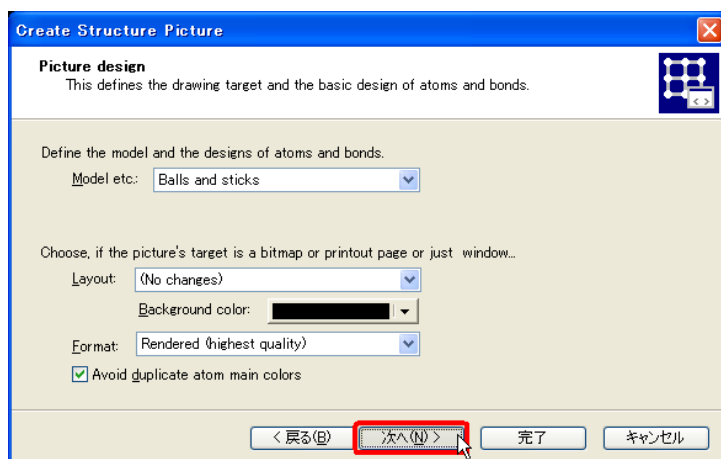 Create Structure Picture
Picture design
This defines the drawing target and the basic design of atoms and bonds.
Define the model and the designs of atoms and bonds.
Model etc.: Balls and sticks
Choose, if the picture's target is a bitmap or printout page or just window...
Layout: (No changes)
Background color:
Format: Rendered (highest quality)
Avoid duplicate atom main colors
< 戻る(B) 次へ(N) > 完了 キャンセル